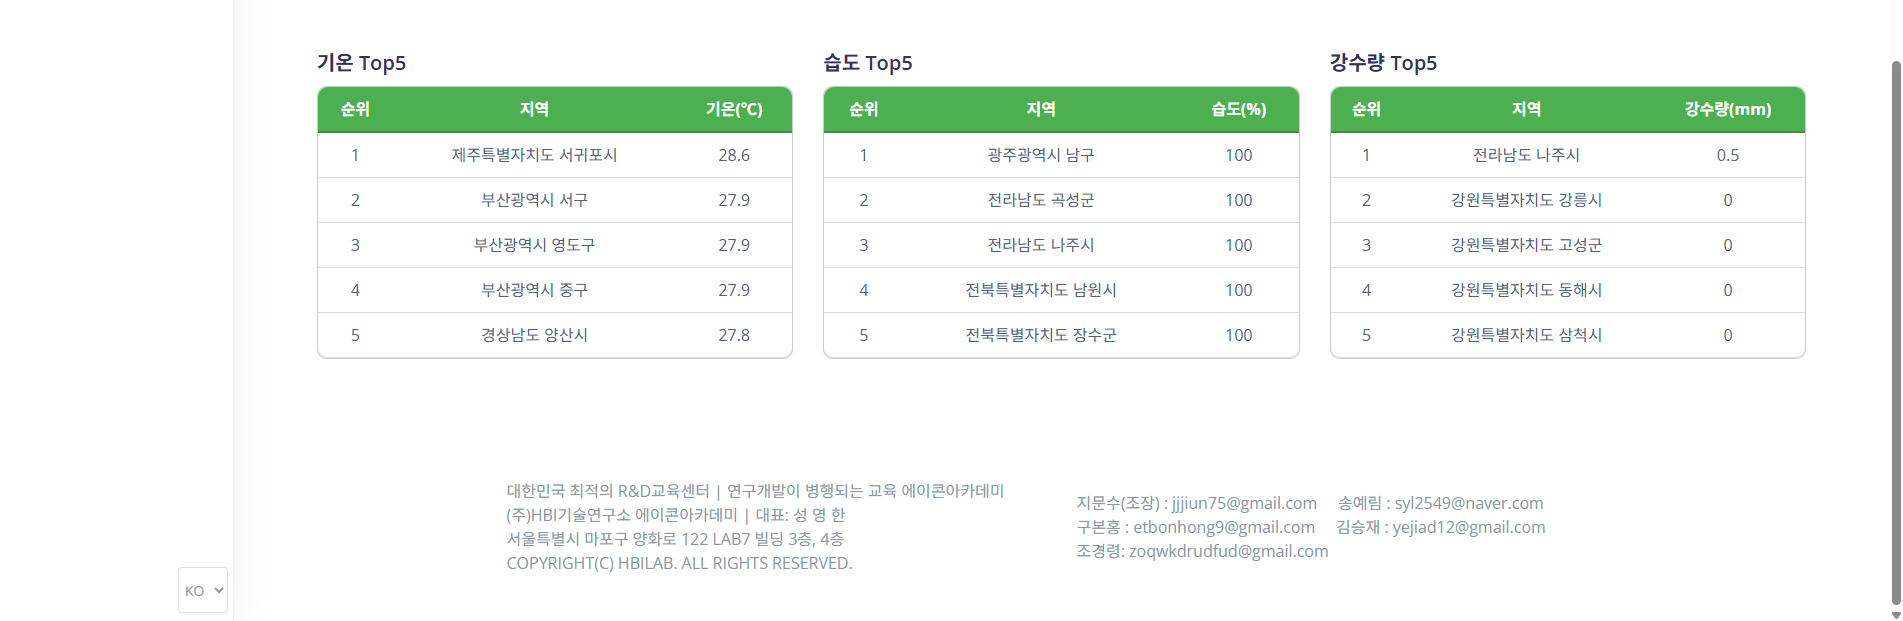 기온 Top5
순위 지역 기온(℃)
1 제주특별자치도 서귀포시 28.6
2 부산광역시 서구 27.9
3 부산광역시 영도구 27.9
4 부산광역시 중구 27.9
5 경상남도 양산시 27.8
습도 Top5
순위 지역 습도(%)
1 광주광역시 남구 100
2 전라남도 곡성군 100
3 전라남도 나주시 100
4 전북특별자치도 남원시 100
5 전북특별자치도 장수군 100
강수량 Top5
순위 지역 강수량(mm)
1 전라남도 나주시 0.5
2 강원특별자치도 강릉시 0
3 강원특별자치도 고성군 0
4 강원특별자치도 동해시 0
5 강원특별자치도 삼척시 0
대한민국 최적의 R&D교육센터 | 연구개발이 병행되는 교육 에이콘아카데미
(주)HBI기술연구소 에이콘아카데미 | 대표: 성 영 한
서울특별시 마포구 양화로 122 LAB7 빌딩 3층, 4층
COPYRIGHT(C) HBILAB. ALL RIGHTS RESERVED.
지문수(조장) : jjjiun75@gmail.com 송예림 : syl2549@naver.com
구본홍 : etbonhong9@gmail.com 김승재 : yejiad12@gmail.com
조경령: zoqwkdrudfud@gmail.com
KO